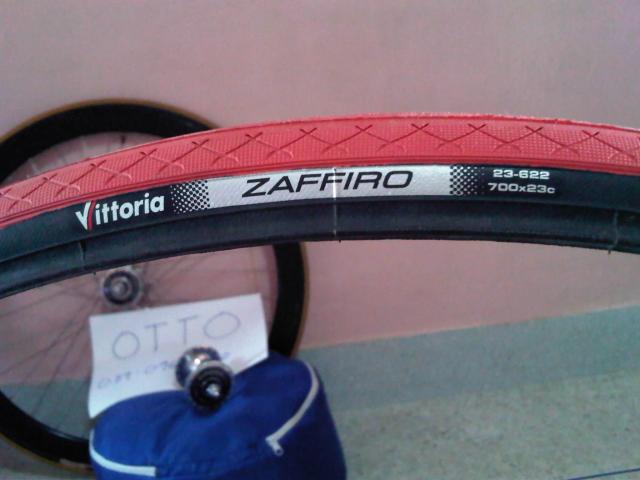 Vittoria
ZAFFIRO
23-622
700x23c
OTTO